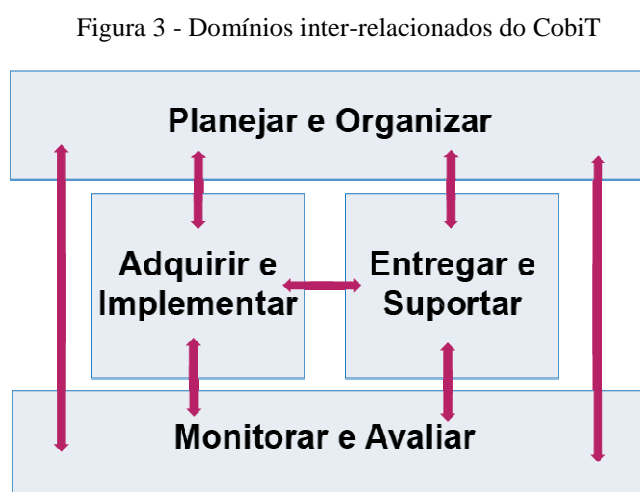 Figura 3 - Domínios inter-relacionados do CobiT
Planejar e Organizar
Adquirir e
Implementar
Entregar e
Suportar
Monitorar e Avaliar